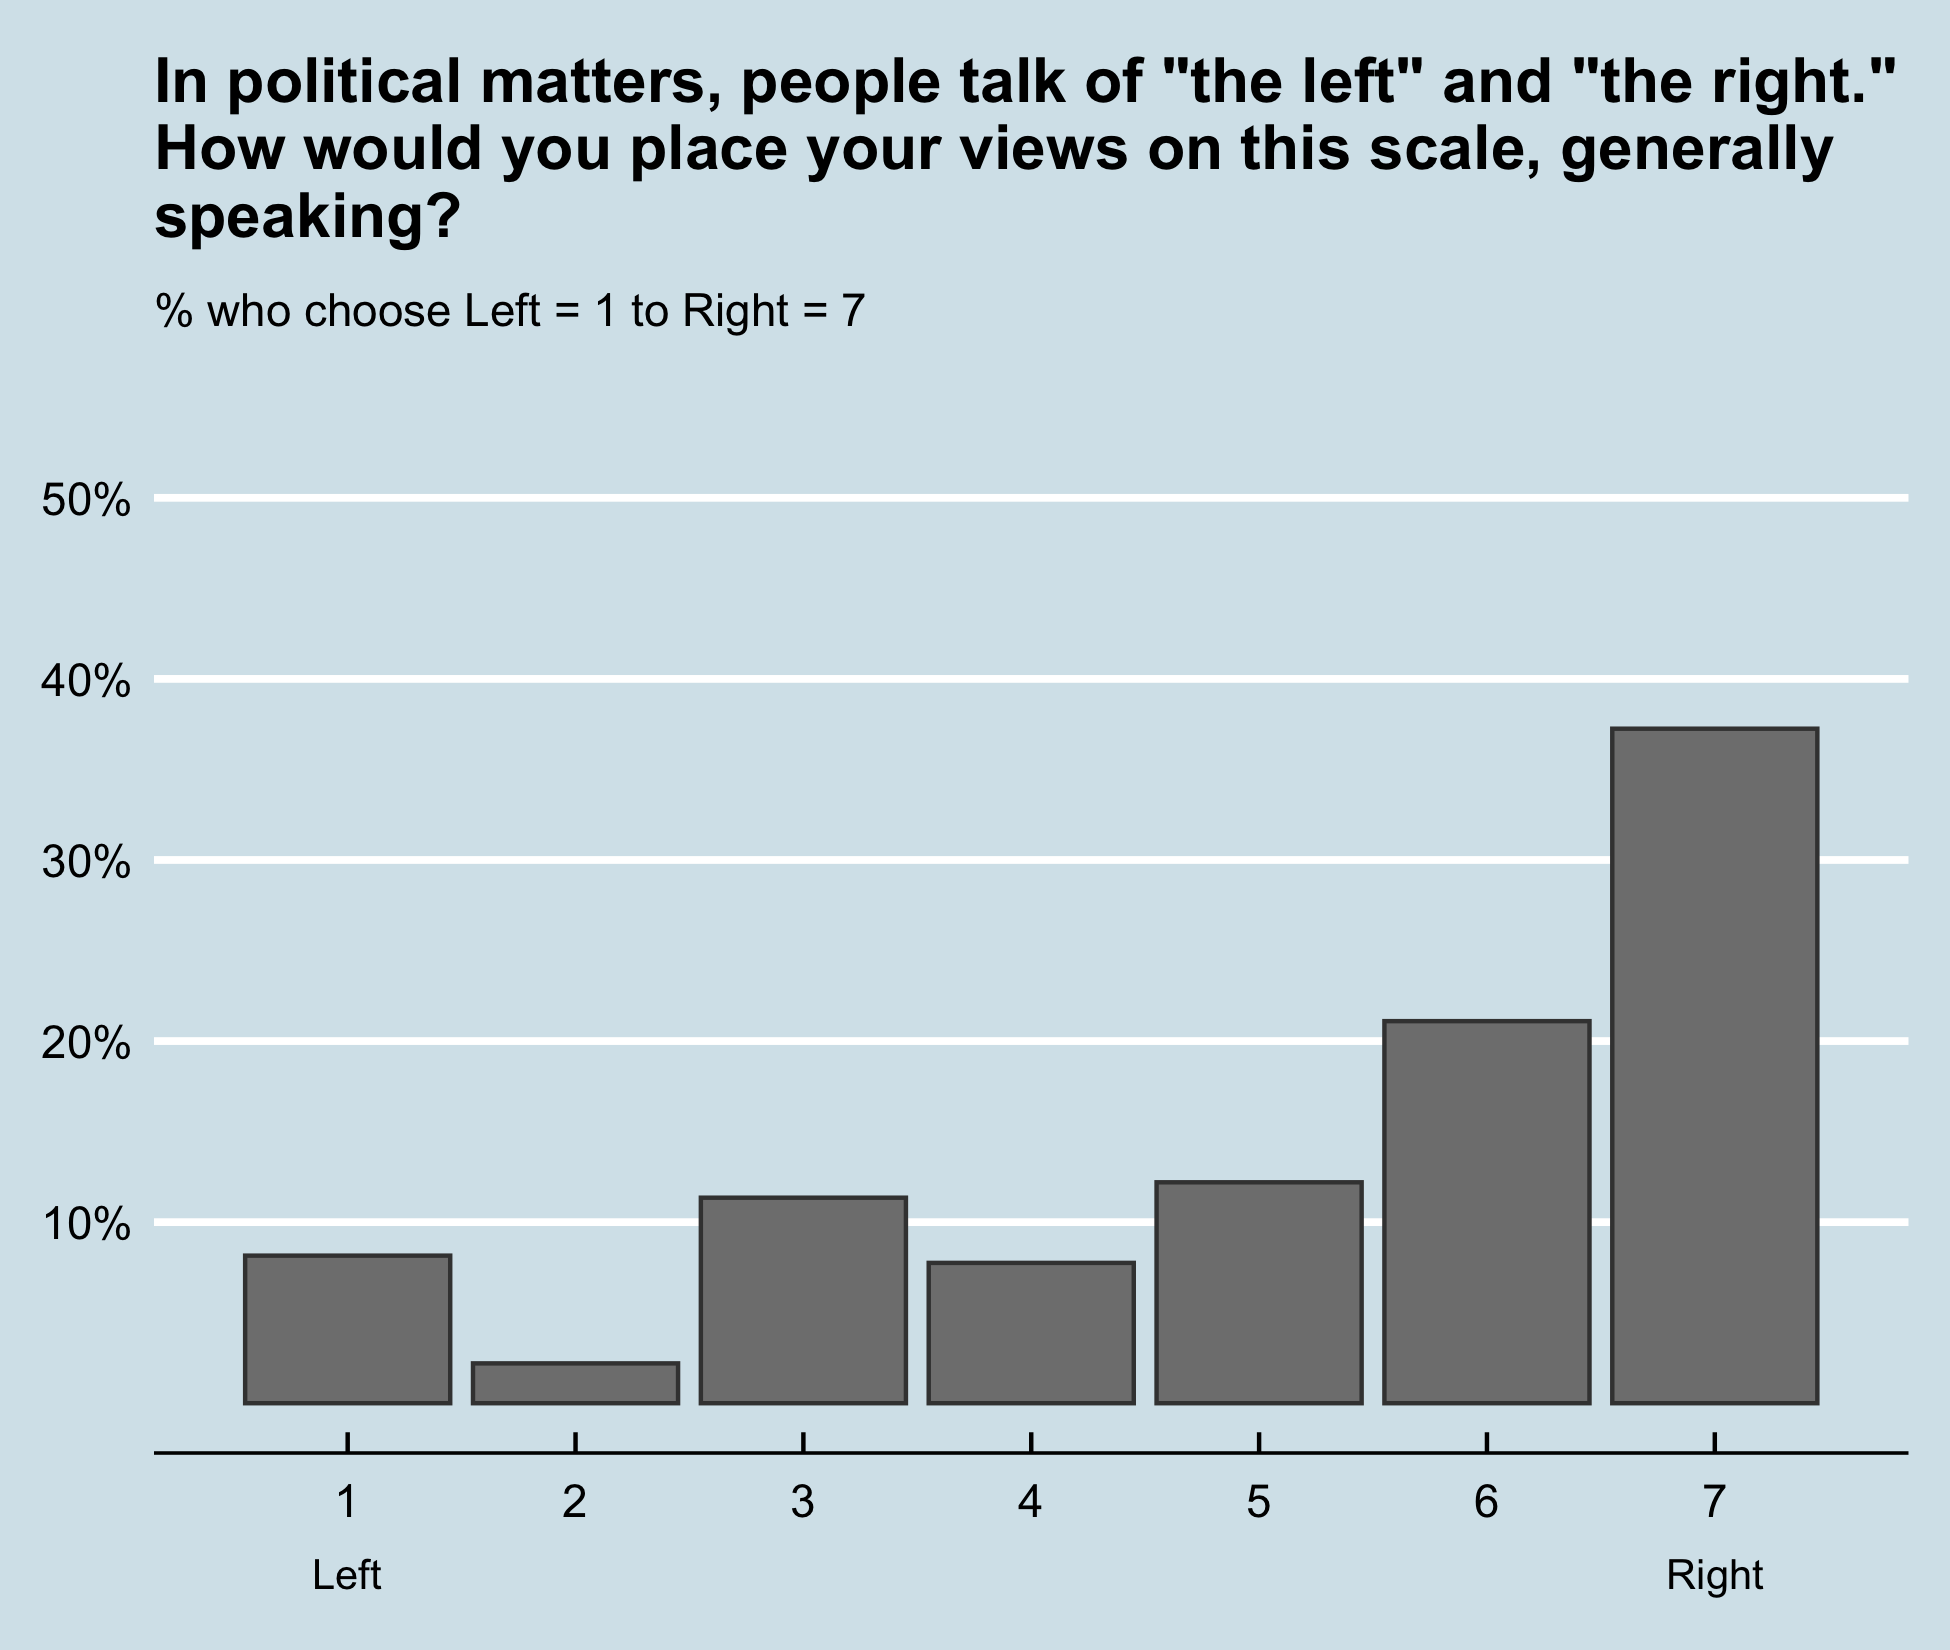 In political matters, people talk of "the left" and "the right."
How would you place your views on this scale, generally
speaking?
% who choose Left = 1 to Right = 7
50%
40%
30%
20%
10%
1 2 3 4 5 6 7
Left Right